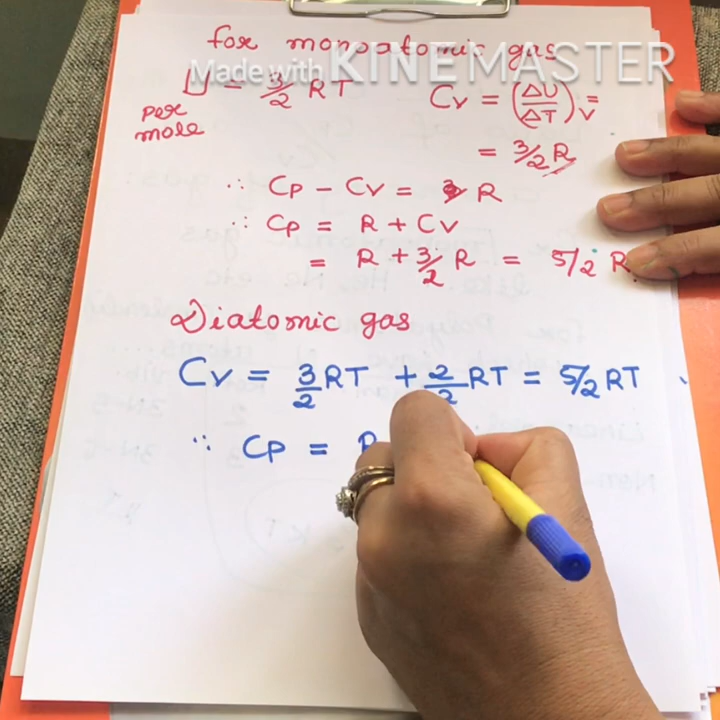 for monoatomic gas
Made with KINEMASTER
U = 3/2 RT
per mole
Cv = (ΔU/ΔT)v =
= 3/2 R
∴ Cp - Cv = R
∴ Cp = R + Cv
= R + 3/2 R = 5/2 R
Diatomic gas
Cv = 3/2 RT + 2/2 RT = 5/2 RT
∴ Cp = R